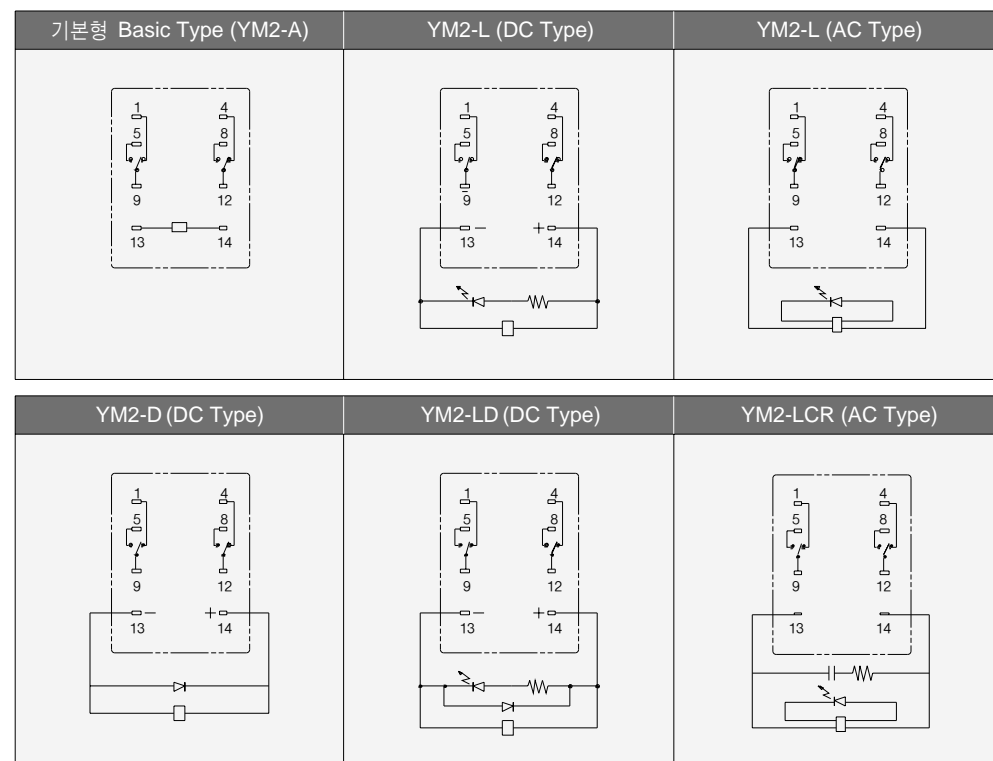 기본형 Basic Type (YM2-A)
YM2-L (DC Type)
YM2-L (AC Type)
1 4
5 8
9 12
13 14
1 4
5 8
9 12
13 − + 14
1 4
5 8
9 12
13 14
YM2-D (DC Type)
YM2-LD (DC Type)
YM2-LCR (AC Type)
1 4
5 8
9 12
13 − + 14
1 4
5 8
9 12
13 − + 14
1 4
5 8
9 12
13 14